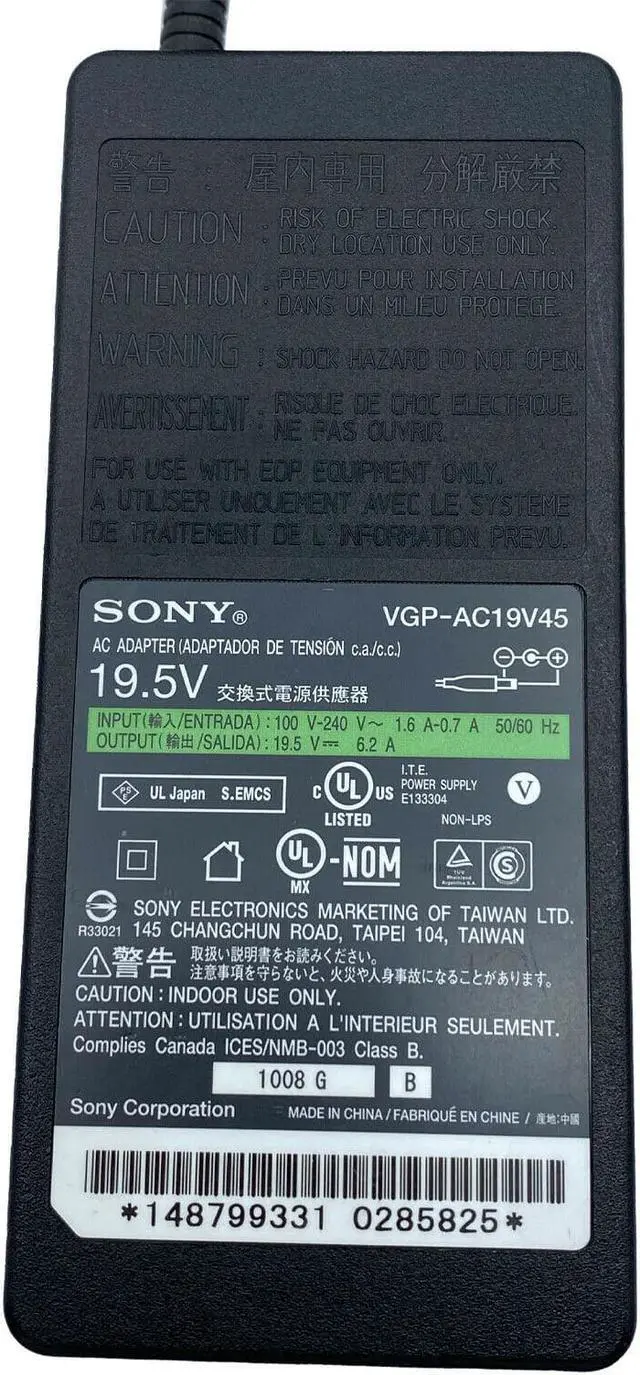 警告 : 屋内専用 分解厳禁
CAUTION : RISK OF ELECTRIC SHOCK.
DRY LOCATION USE ONLY.
ATTENTION : PREVU POUR INSTALLATION
DANS UN MILIEU PROTEGE.
WARNING : SHOCK HAZARD DO NOT OPEN.
AVERTISSEMENT : RISQUE DE CHOC ELECTRIQUE.
NE PAS OUVRIR.
FOR USE WITH EDP EQUIPMENT ONLY.
A UTILISER UNIQUEMENT AVEC LE SYSTEME
DE TRAITEMENT DE L'INFORMATION PREVU.
SONY® VGP-AC19V45
AC ADAPTER (ADAPTADOR DE TENSIÓN c.a./c.c.)
19.5V 交換式電源供應器
INPUT(輸入/ENTRADA) : 100 V-240 V～ 1.6 A-0.7 A 50/60 Hz
OUTPUT(輸出/SALIDA) : 19.5 V⎓ 6.2 A
PSE UL Japan S.EMCS
C UL US LISTED
I.T.E.
POWER SUPPLY
E133304
NON-LPS
V
UL MX -NOM
TÜV
Rheinland
Argentina S.A.
S
R33021
SONY ELECTRONICS MARKETING OF TAIWAN LTD.
145 CHANGCHUN ROAD, TAIPEI 104, TAIWAN
⚠警告 取扱い説明書をお読みください。
注意事項を守らないと、火災や人身事故になることがあります。
CAUTION : INDOOR USE ONLY.
ATTENTION : UTILISATION A L'INTERIEUR SEULEMENT.
Complies Canada ICES/NMB-003 Class B.
1008 G B
Sony Corporation MADE IN CHINA / FABRIQUÉ EN CHINE / 産地:中國
*148799331 0285825*